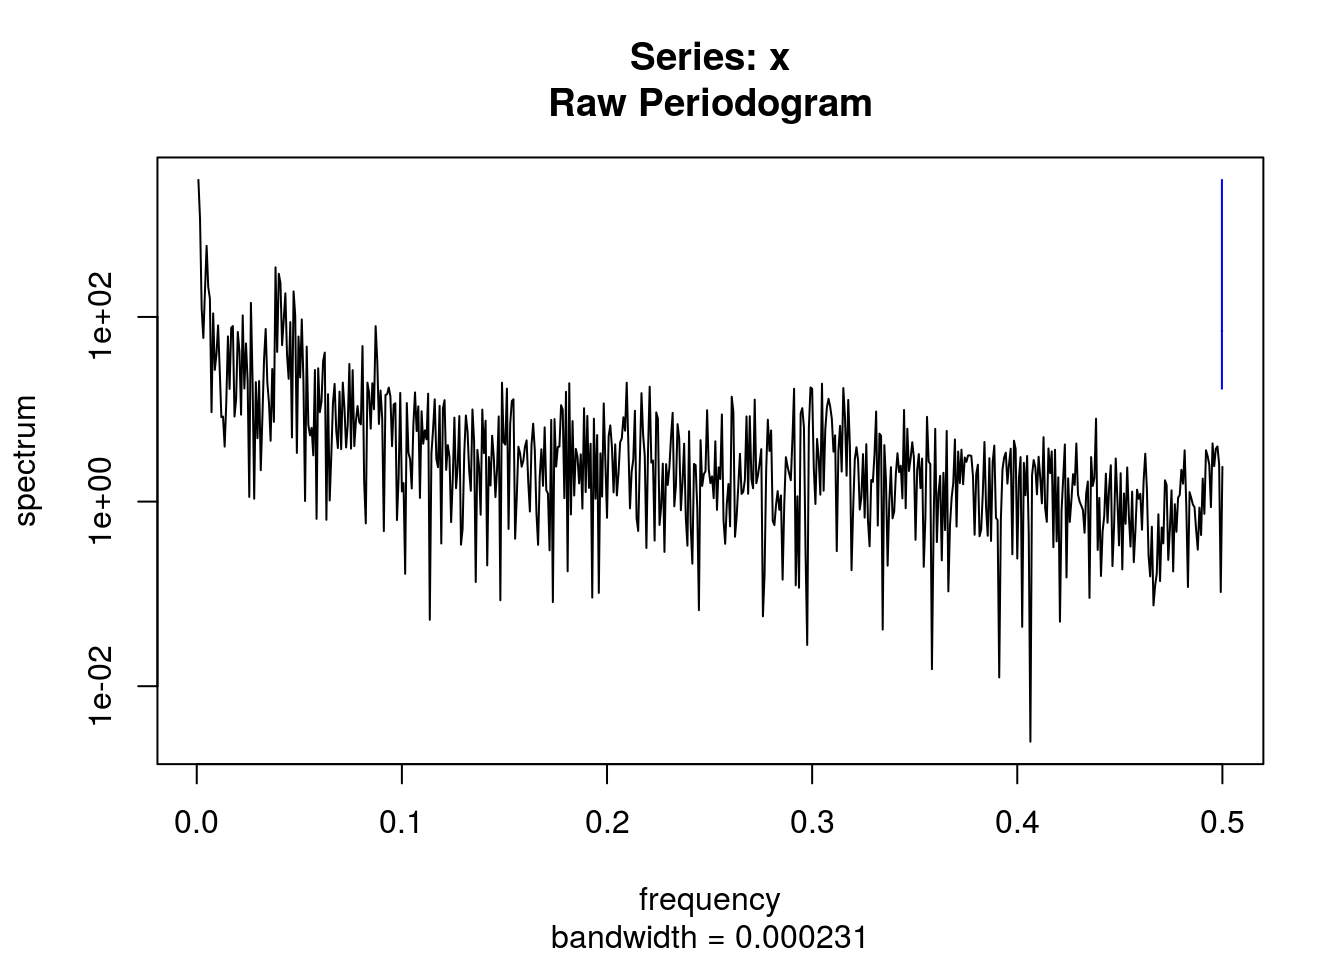 Series: x
Raw Periodogram
spectrum
1e+02
1e+00
1e-02
0.0 0.1 0.2 0.3 0.4 0.5
frequency
bandwidth = 0.000231